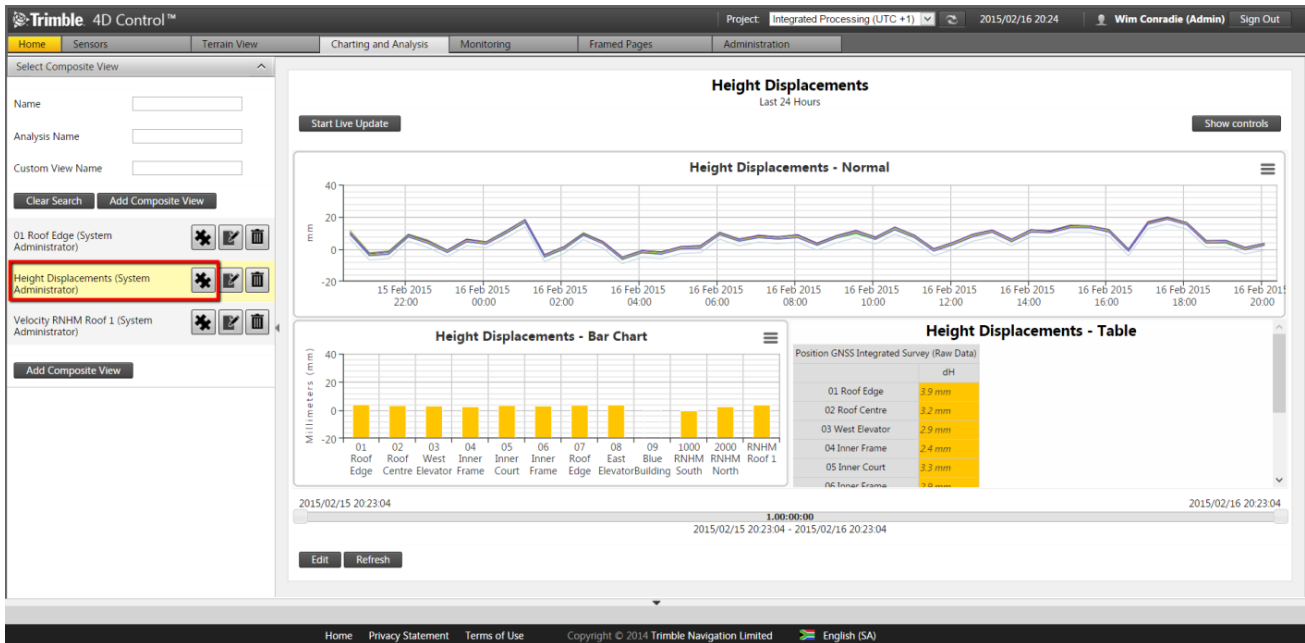 Trimble. 4D Control™
Project: Integrated Processing (UTC +1) 2015/02/16 20:24 Wim Conradie (Admin) Sign Out
Home Sensors Terrain View Charting and Analysis Monitoring Framed Pages Administration
Select Composite View
Name
Analysis Name
Custom View Name
Clear Search Add Composite View
01 Roof Edge (System
Administrator)
Height Displacements (System
Administrator)
Velocity RNHM Roof 1 (System
Administrator)
Add Composite View
Height Displacements
Last 24 Hours
Start Live Update Show controls
Height Displacements - Normal
40
20
0
-20
mm
15 Feb 2015 16 Feb 2015 16 Feb 2015 16 Feb 2015 16 Feb 2015 16 Feb 2015 16 Feb 2015 16 Feb 2015 16 Feb 2015 16 Feb 2015 16 Feb 2015 16 Feb 201
22:00 00:00 02:00 04:00 06:00 08:00 10:00 12:00 14:00 16:00 18:00 20:00
Height Displacements - Bar Chart
Millimeters (mm)
40
20
0
-20
01 02 03 04 05 06 07 08 09 1000 2000 RNHM
Roof Roof West Inner Inner Inner Roof East Blue RNHM RNHM Roof 1
Edge Centre Elevator Frame Court Frame Edge Elevator Building South North
Height Displacements - Table
Position GNSS Integrated Survey (Raw Data)
dH
01 Roof Edge 3.9 mm
02 Roof Centre 3.2 mm
03 West Elevator 2.9 mm
04 Inner Frame 2.4 mm
05 Inner Court 3.3 mm
06 Inner Frame 2.9 mm
2015/02/15 20:23:04 2015/02/16 20:23:04
1.00:00:00
2015/02/15 20:23:04 - 2015/02/16 20:23:04
Edit Refresh
Home Privacy Statement Terms of Use Copyright © 2014 Trimble Navigation Limited English (SA)